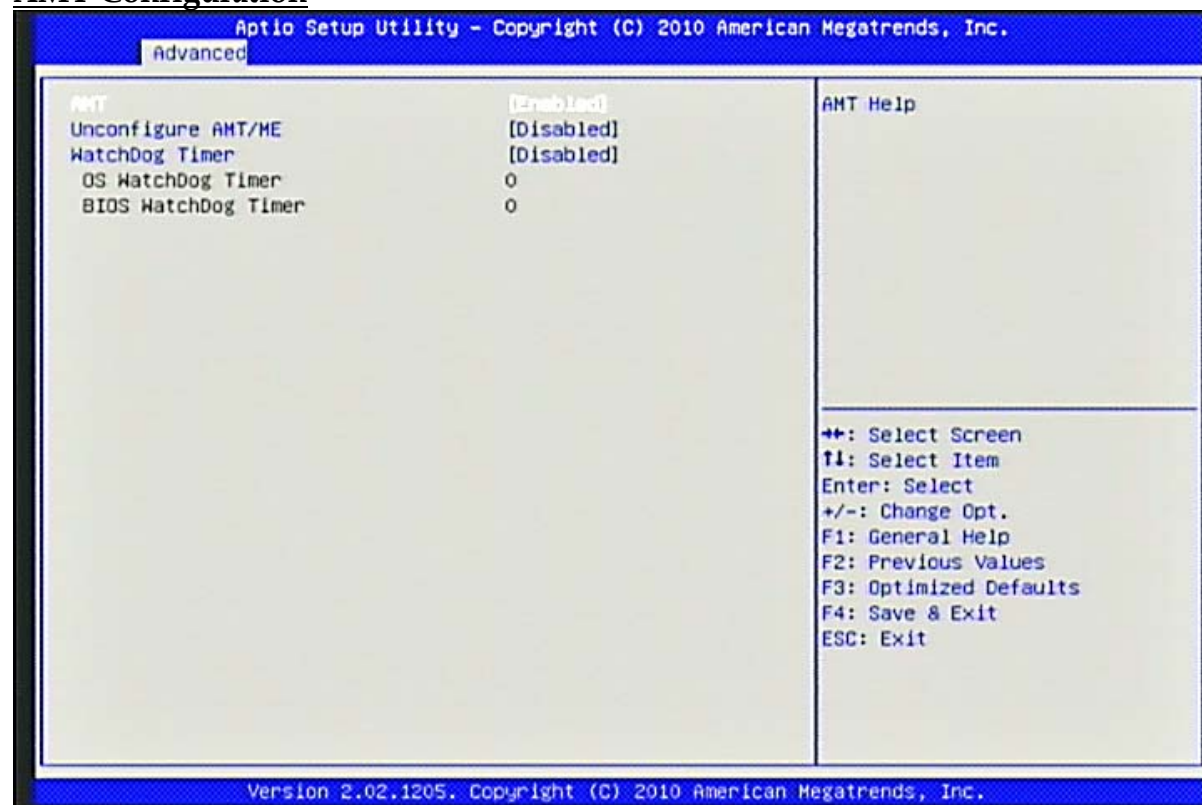 AMT Configuration
Aptio Setup Utility – Copyright (C) 2010 American Megatrends, Inc.
Advanced
AMT [Enabled]
Unconfigure AMT/ME [Disabled]
WatchDog Timer [Disabled]
OS WatchDog Timer 0
BIOS WatchDog Timer 0
AMT Help
→←: Select Screen
↑↓: Select Item
Enter: Select
+/-: Change Opt.
F1: General Help
F2: Previous Values
F3: Optimized Defaults
F4: Save & Exit
ESC: Exit
Version 2.02.1205. Copyright (C) 2010 American Megatrends, Inc.